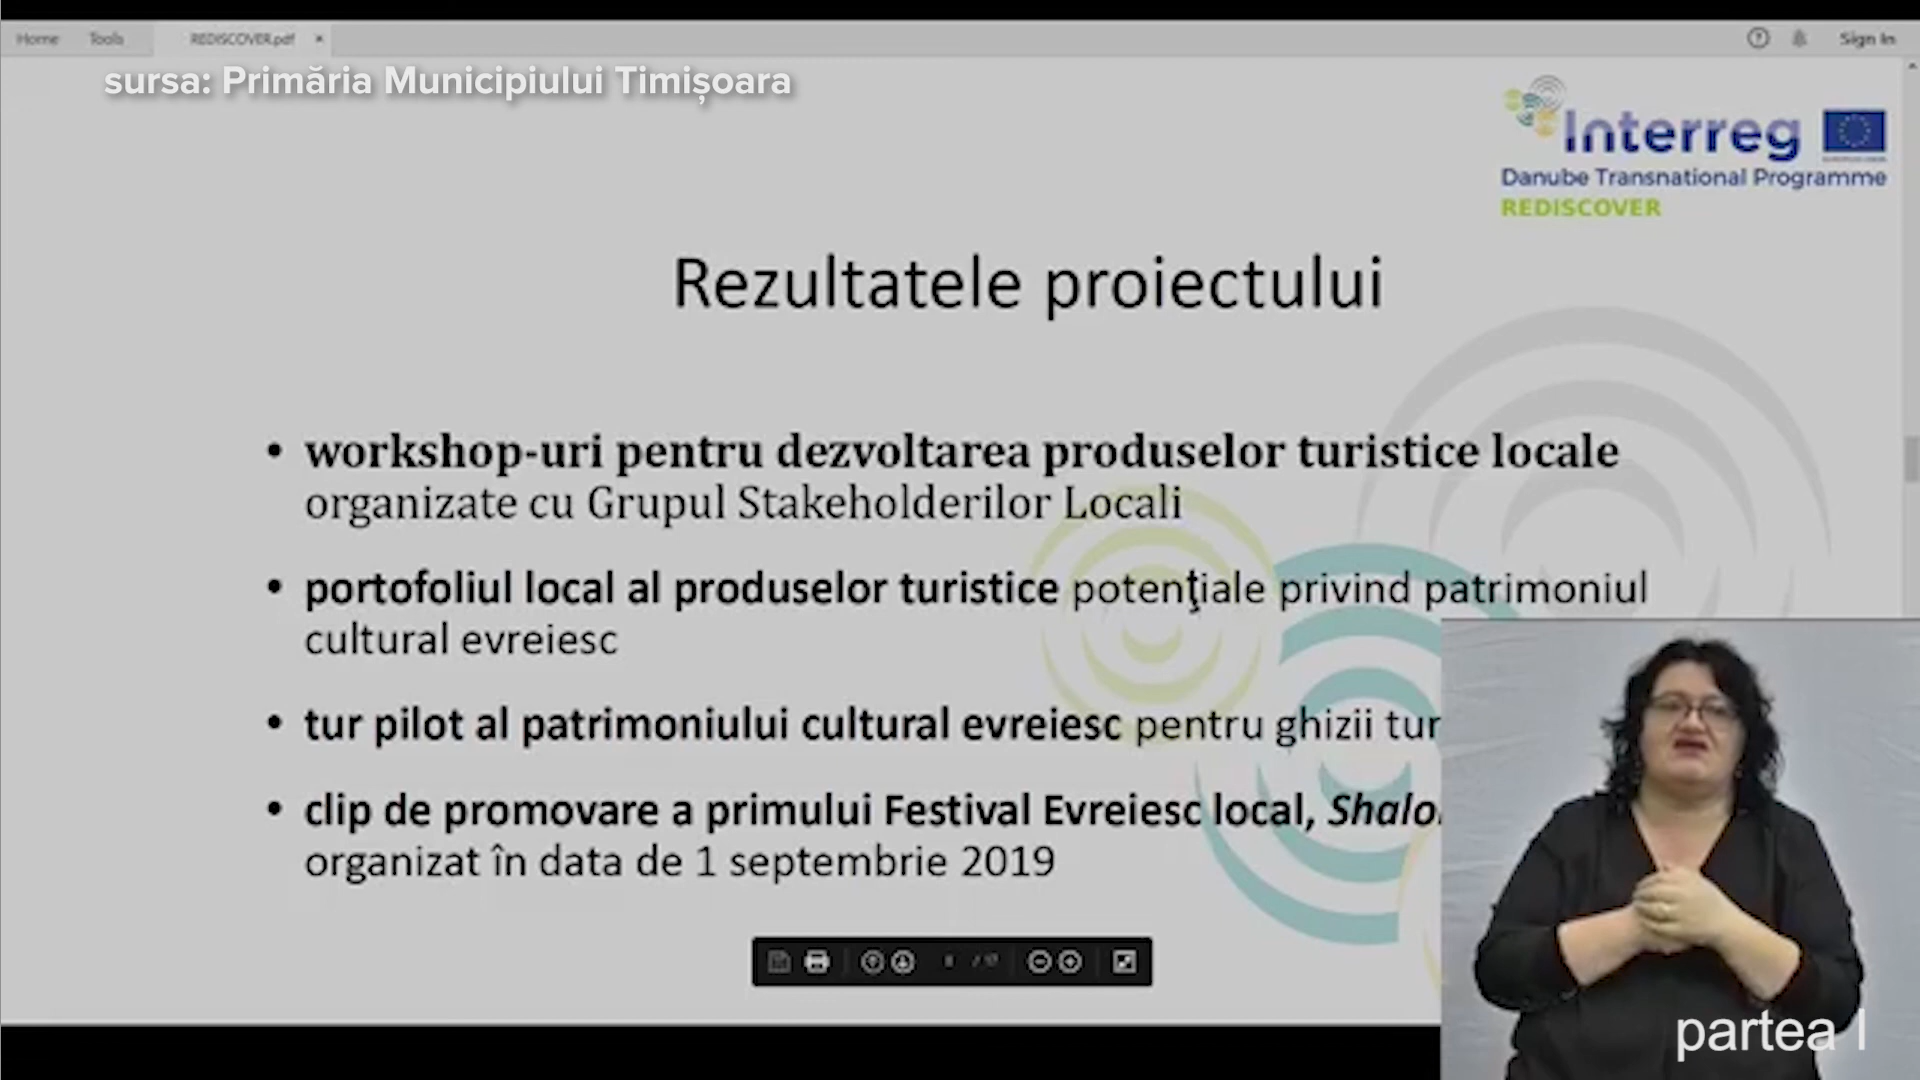 Home Tools REDISCOVER.pdf × Sign In
sursa: Primăria Municipiului Timișoara
Interreg
Danube Transnational Programme
REDISCOVER
Rezultatele proiectului
• workshop-uri pentru dezvoltarea produselor turistice locale
organizate cu Grupul Stakeholderilor Locali
• portofoliul local al produselor turistice potenţiale privind patrimoniul
cultural evreiesc
• tur pilot al patrimoniului cultural evreiesc pentru ghizii tur
• clip de promovare a primului Festival Evreiesc local, Shalo
organizat în data de 1 septembrie 2019
partea I